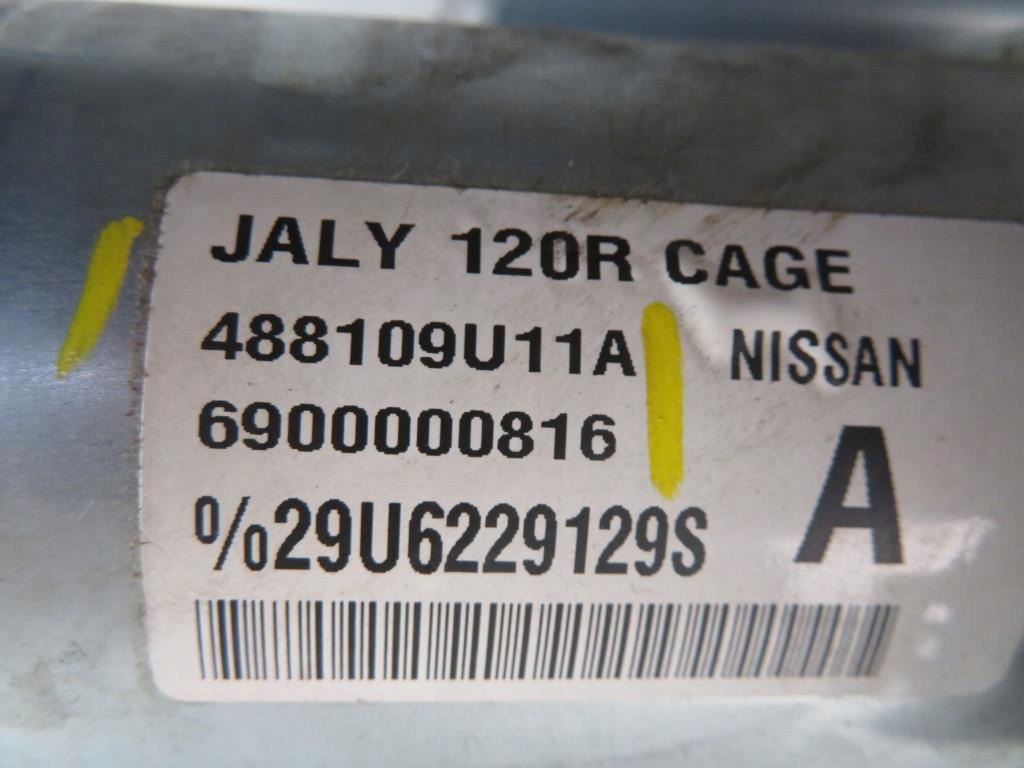 JALY 120R CAGE
488109U11A NISSAN
6900000816
A
%29U6229129S